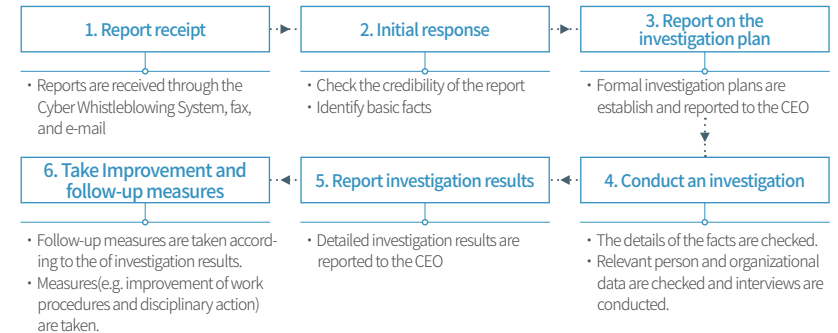 1. Report receipt
• Reports are received through the
Cyber Whistleblowing System, fax,
and e-mail
2. Initial response
• Check the credibility of the report
• Identify basic facts
3. Report on the
investigation plan
• Formal investigation plans are
establish and reported to the CEO
4. Conduct an investigation
• The details of the facts are checked.
• Relevant person and organizational
data are checked and interviews are
conducted.
5. Report investigation results
• Detailed investigation results are
reported to the CEO
6. Take Improvement and
follow-up measures
• Follow-up measures are taken accord-
ing to the of investigation results.
• Measures(e.g. improvement of work
procedures and disciplinary action)
are taken.